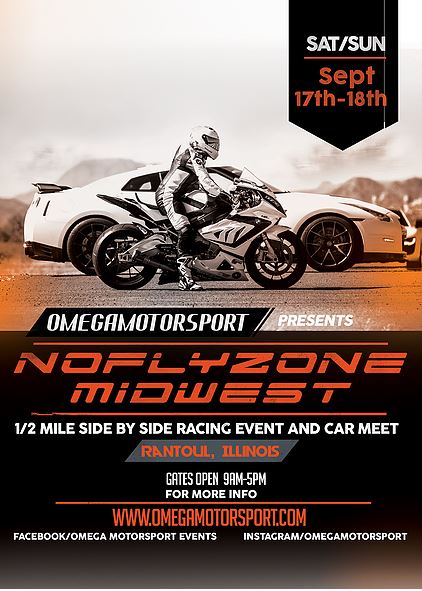 SAT/SUN
Sept
17th-18th
OMEGAMOTORSPORT
PRESENTS
NOFLYZONE
MIDWEST
1/2 MILE SIDE BY SIDE RACING EVENT AND CAR MEET
RANTOUL, ILLINOIS
GATES OPEN 9AM-5PM
FOR MORE INFO
WWW.OMEGAMOTORSPORT.COM
FACEBOOK/OMEGA MOTORSPORT EVENTS INSTAGRAM/OMEGAMOTORSPORT